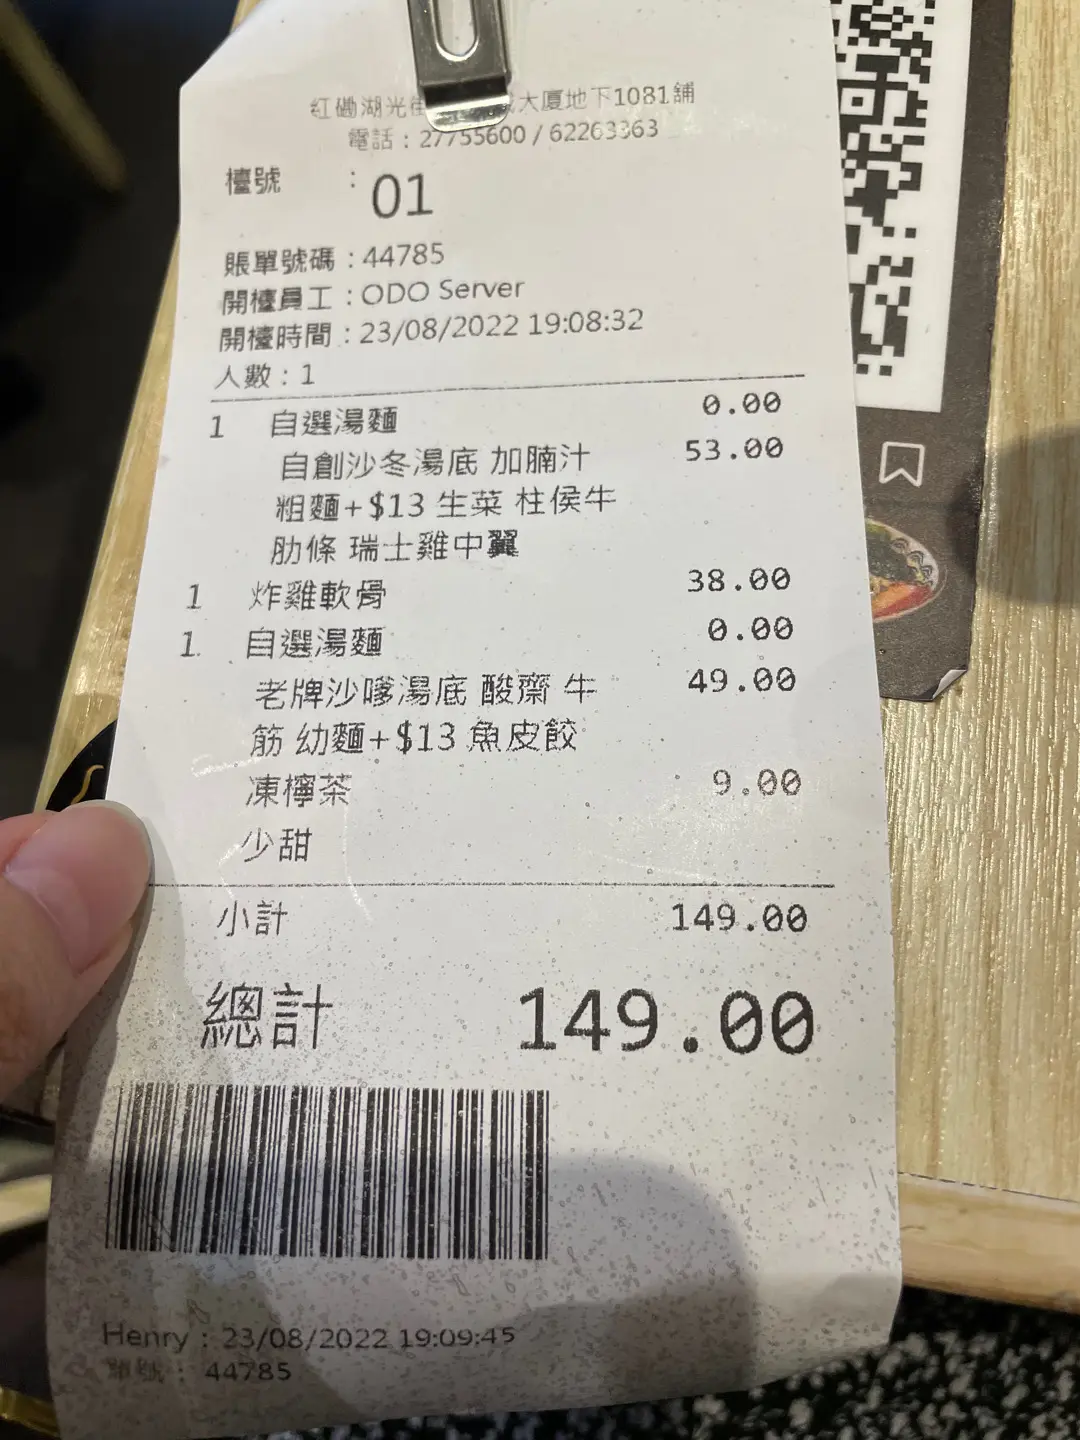 紅磡湖光街 大廈地下1081舖
電話：27755600 / 62263363
檯號 : 01
賬單號碼 : 44785
開檯員工 : ODO Server
開檯時間 : 23/08/2022 19:08:32
人數 : 1
1 自選湯麵 0.00
自創沙冬湯底 加腩汁 53.00
粗麵+$13 生菜 柱侯牛
肋條 瑞士雞中翼
1 炸雞軟骨 38.00
1 自選湯麵 0.00
老牌沙嗲湯底 酸齋 牛 49.00
筋 幼麵+$13 魚皮餃
凍檸茶 9.00
少甜
小計 149.00
總計 149.00
Henry : 23/08/2022 19:09:45
單號 : 44785